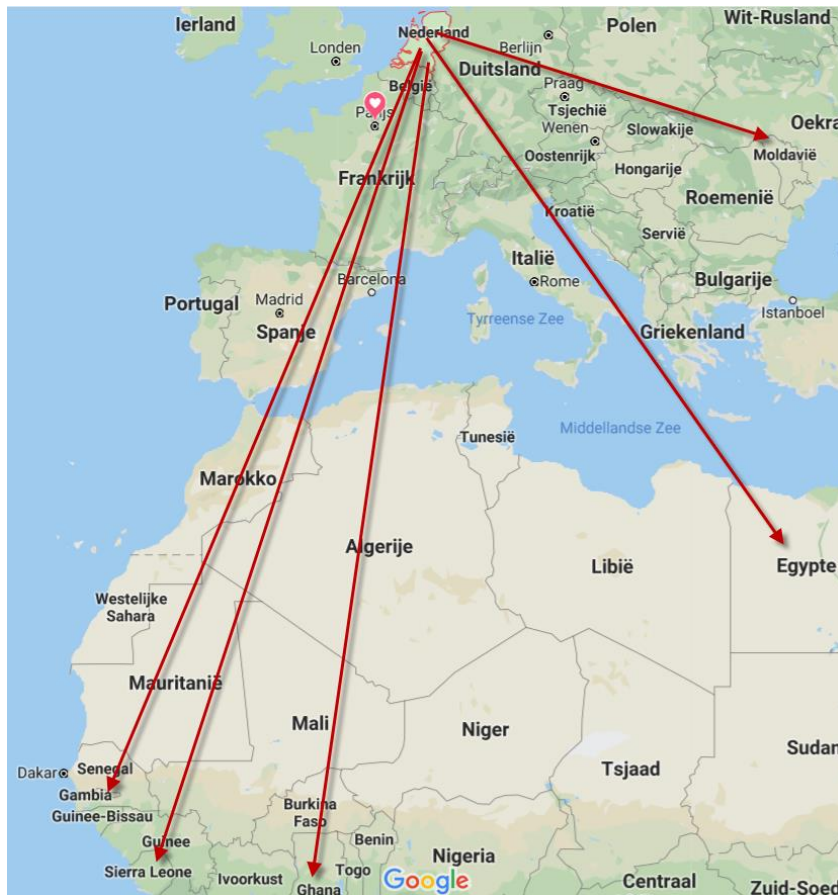 Ierland
Nederland
Polen
Wit-Rusland
Londen
Berlijn
Duitsland
België
Praag
Tsjechië
Parijs
Oekra
Slowakije
Wenen
Moldavië
Oostenrijk
Hongarije
Frankrijk
Roemenië
Kroatië
Servië
Italië
Barcelona
Rome
Bulgarije
Portugal
Madrid
Istanboel
Spanje
Tyrreense Zee
Griekenland
Middellandse Zee
Tunesië
Marokko
Algerije
Libië
Egypte
Westelijke
Sahara
Mauritanië
Mali
Niger
Sudan
Tsjaad
Dakar
Senegal
Gambia
Guinee-Bissau
Burkina
Faso
Guinee
Benin
Nigeria
Sierra Leone
Ivoorkust
Togo
Ghana
Google
Centraal
Zuid-Soed